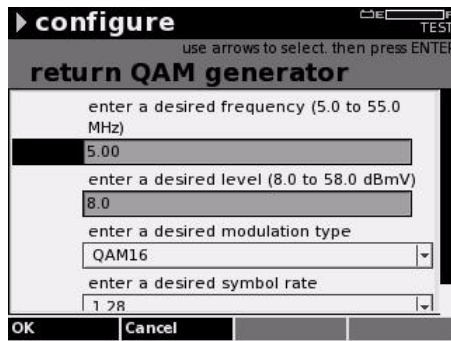 configure
E F
TEST
use arrows to select. then press ENTER
return QAM generator
enter a desired frequency (5.0 to 55.0
MHz)
5.00
enter a desired level (8.0 to 58.0 dBmV)
8.0
enter a desired modulation type
QAM16
enter a desired symbol rate
1.28
OK Cancel